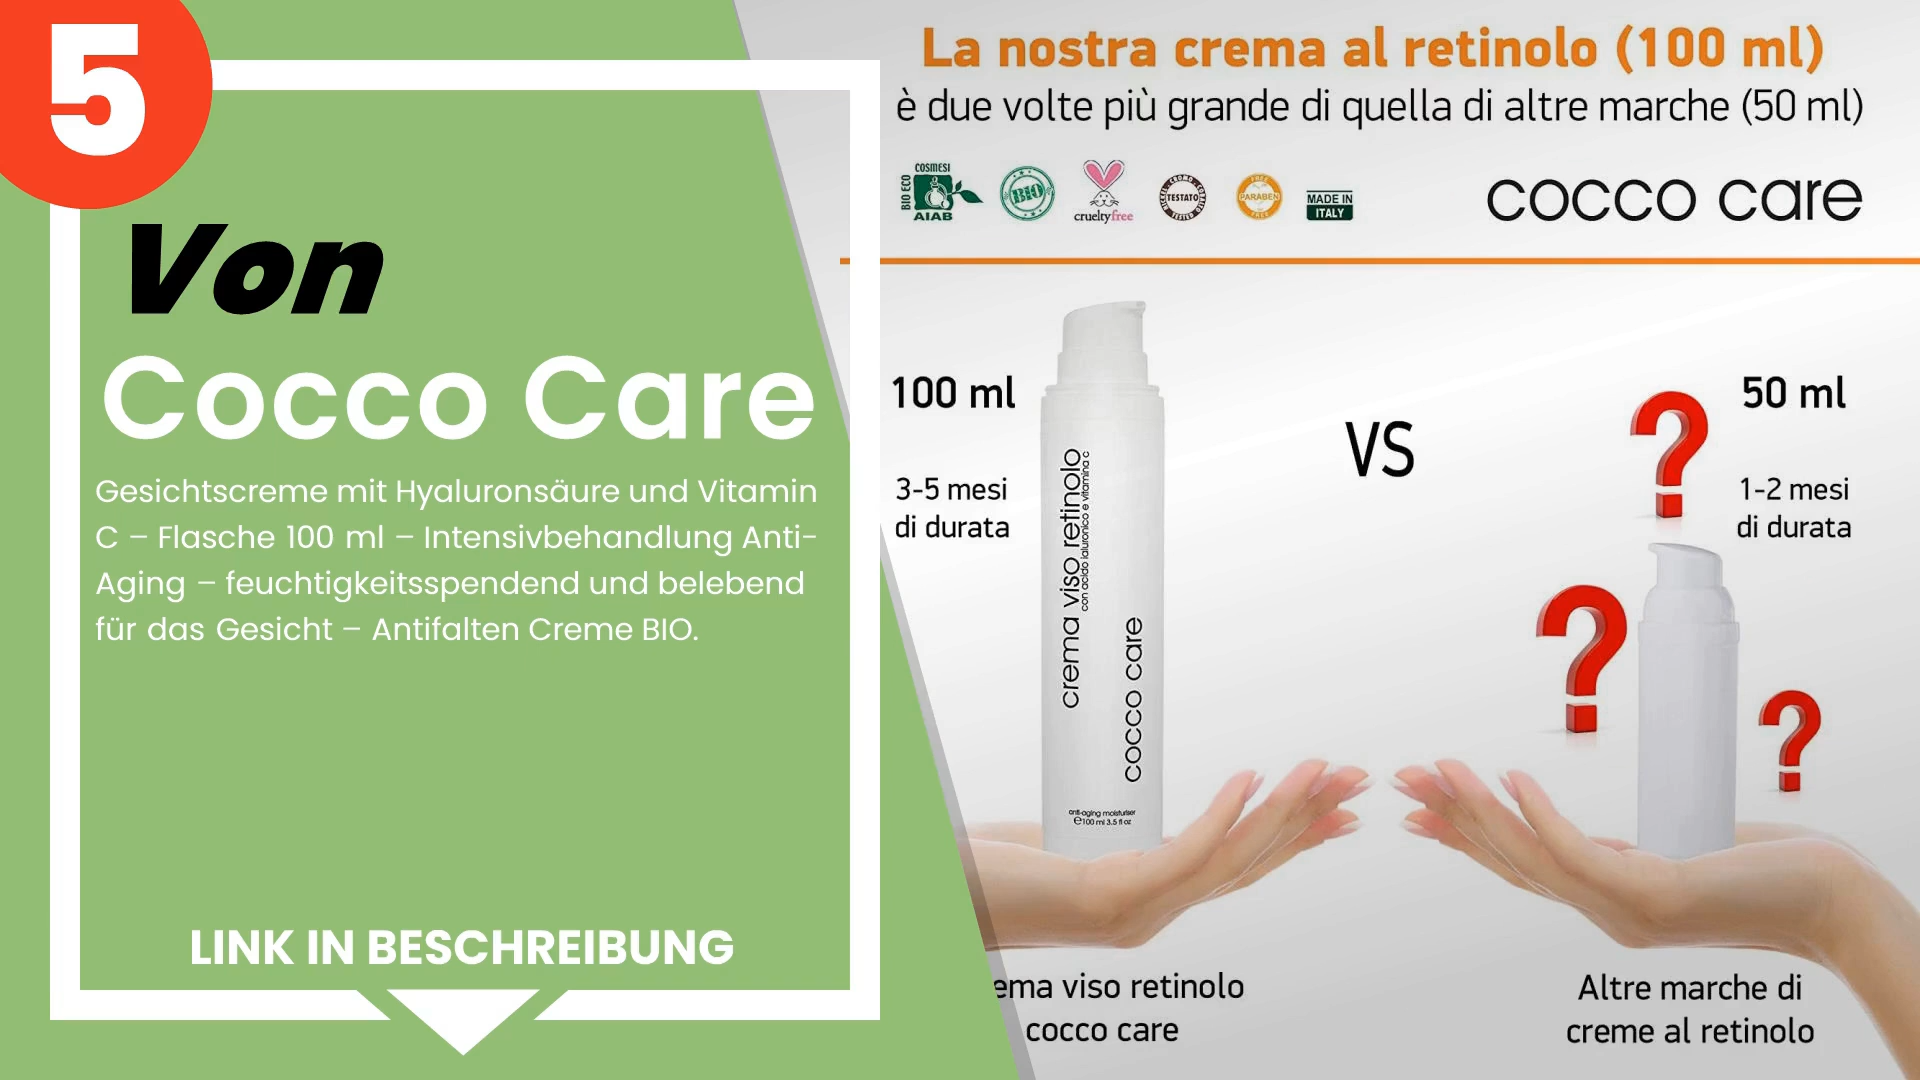 5
Von
Cocco Care
Gesichtscreme mit Hyaluronsäure und Vitamin
C – Flasche 100 ml – Intensivbehandlung Anti-
Aging – feuchtigkeitsspendend und belebend
für das Gesicht – Antifalten Creme BIO.
LINK IN BESCHREIBUNG
La nostra crema al retinolo (100 ml)
è due volte più grande di quella di altre marche (50 ml)
COSMESI
BIO ECO
AIAB
BIO
crueltyfree
TESTATO
FREE
PARABEN
FREE
MADE IN
ITALY
cocco care
100 ml
3-5 mesi
di durata
VS
50 ml
1-2 mesi
di durata
? ? ?
crema viso retinolo
con acido ialuronico e vitamina c
cocco care
anti-aging moisturiser
e100 ml 3.5 fl oz
ema viso retinolo
cocco care
Altre marche di
creme al retinolo